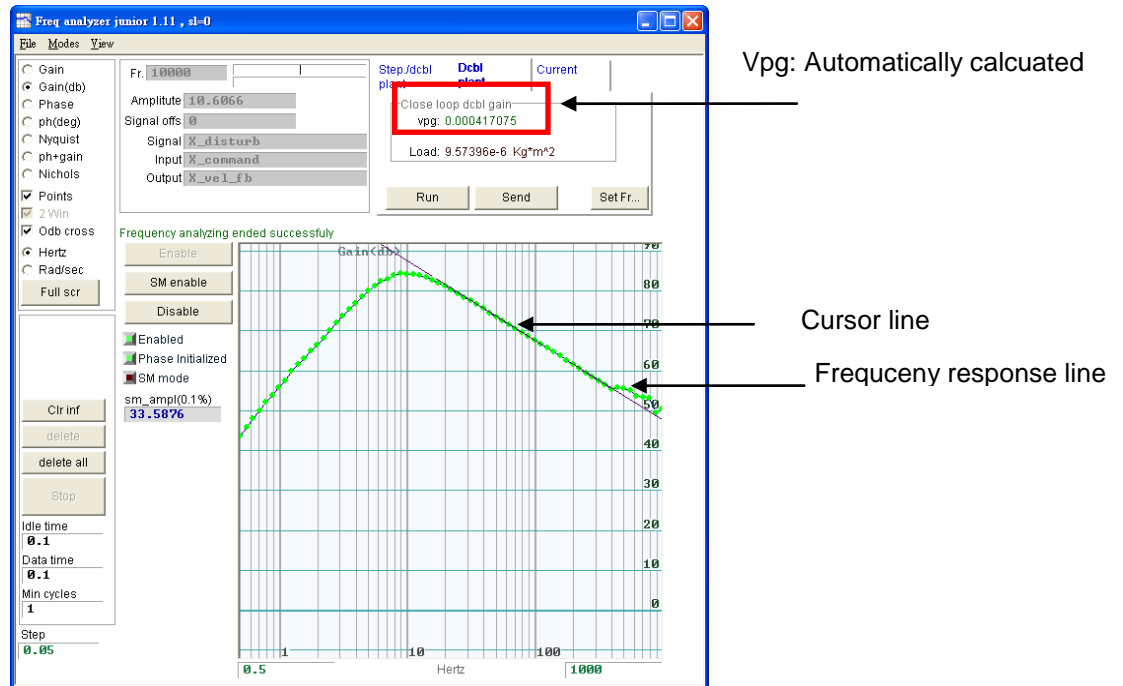 Freq analyzer junior 1.11 , sl=0
File Modes View
Gain
Gain(db)
Phase
ph(deg)
Nyquist
ph+gain
Nichols
Points
2 Win
0db cross
Hertz
Rad/sec
Full scr
Fr. 10000
Amplitute 10.6066
Signal offs 0
Signal X_disturb
Input X_command
Output X_vel_fb
Step./dcbl plant
Dcbl plant
Current
Close loop dcbl gain
vpg: 0.000417075
Load: 9.57396e-6 Kg*m^2
Run Send Set Fr...
Vpg: Automatically calcuated
Frequency analyzing ended successfuly
Enable
SM enable
Disable
Enabled
Phase Initialized
SM mode
sm_ampl(0.1%)
33.5876
Clr inf
delete
delete all
Stop
Idle time
0.1
Data time
0.1
Min cycles
1
Step
0.05
Gain(db)
90
80
70
60
50
40
30
20
10
0
1 10 100
0.5 Hertz 1000
Cursor line
Frequceny response line